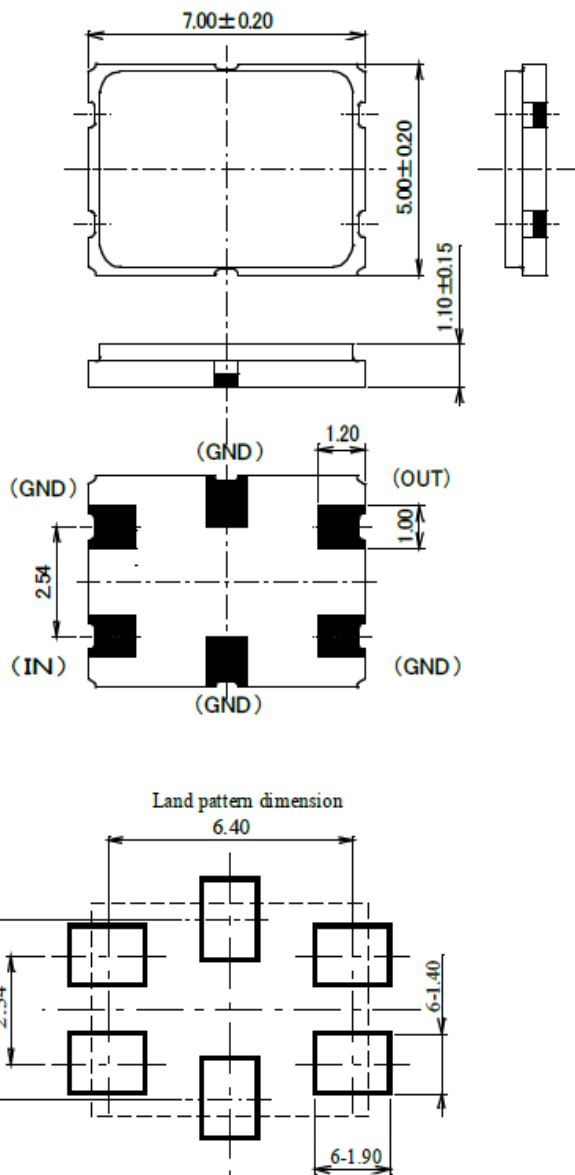 7.00±0.20
5.00±0.20
1.10±0.15
(GND)
1.20
(GND)
(OUT)
1.00
2.54
(IN)
(GND)
(GND)
Land pattern dimension
6.40
6-1.40
6-1.90